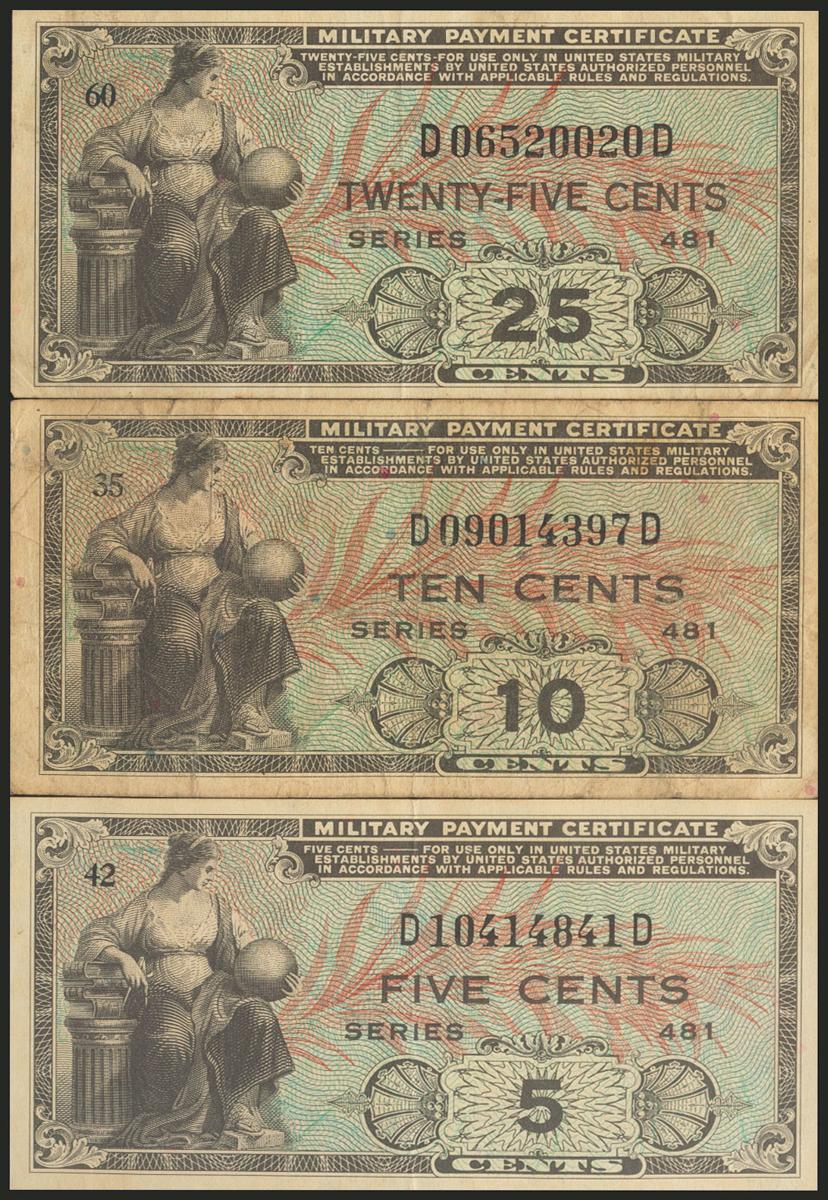 MILITARY PAYMENT CERTIFICATE
TWENTY-FIVE CENTS-FOR USE ONLY IN UNITED STATES MILITARY
ESTABLISHMENTS BY UNITED STATES AUTHORIZED PERSONNEL
IN ACCORDANCE WITH APPLICABLE RULES AND REGULATIONS.
60
D06520020D
TWENTY-FIVE CENTS
SERIES 481
25
CENTS
MILITARY PAYMENT CERTIFICATE
TEN CENTS — FOR USE ONLY IN UNITED STATES MILITARY
ESTABLISHMENTS BY UNITED STATES AUTHORIZED PERSONNEL
IN ACCORDANCE WITH APPLICABLE RULES AND REGULATIONS.
35
D09014397D
TEN CENTS
SERIES 481
10
CENTS
MILITARY PAYMENT CERTIFICATE
FIVE CENTS — FOR USE ONLY IN UNITED STATES MILITARY
ESTABLISHMENTS BY UNITED STATES AUTHORIZED PERSONNEL
IN ACCORDANCE WITH APPLICABLE RULES AND REGULATIONS.
42
D10414841D
FIVE CENTS
SERIES 481
5
CENTS